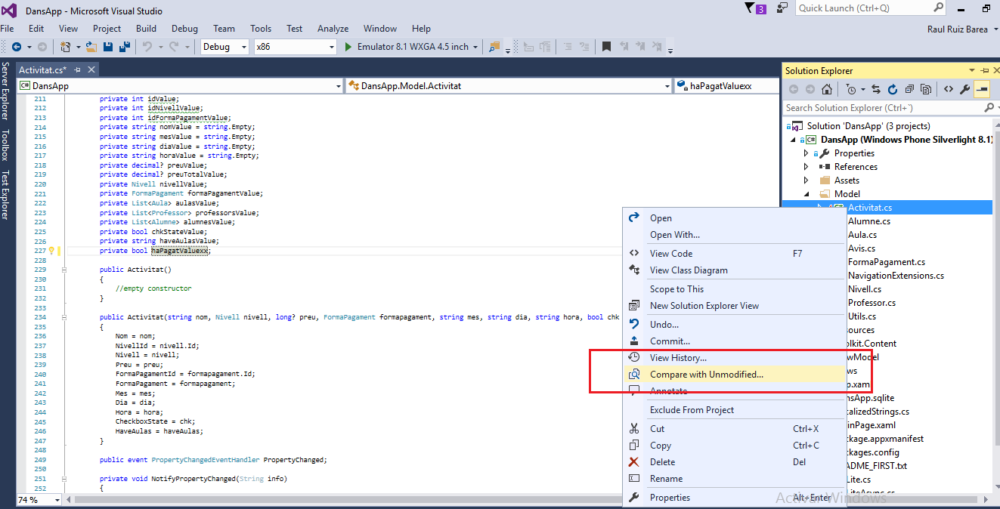 DansApp - Microsoft Visual Studio
3
Quick Launch (Ctrl+Q)
File Edit View Project Build Debug Team Tools Test Analyze Window Help
Raul Ruiz Barea
Debug x86 Emulator 8.1 WXGA 4.5 inch
Server Explorer
Toolbox
Test Explorer
Activitat.cs*
C# DansApp
DansApp.Model.Activitat
haPagatValuexx
211 private int idValue;
212 private int idNivellValue;
213 private int idFormaPagamentValue;
214 private string nomValue = string.Empty;
215 private string mesValue = string.Empty;
216 private string diaValue = string.Empty;
217 private string horaValue = string.Empty;
218 private decimal? preuValue;
219 private decimal? preuTotalValue;
220 private Nivell nivellValue;
221 private FormaPagament formaPagamentValue;
222 private List<Aula> aulasValue;
223 private List<Professor> professorsValue;
224 private List<Alumne> alumnesValue;
225 private bool chkStateValue;
226 private string haveAulasValue;
227 private bool haPagatValuexx;
228
229 public Activitat()
230 {
231 //empty constructor
232 }
233
234 public Activitat(string nom, Nivell nivell, long? preu, FormaPagament formapagament, string mes, string dia, string hora, bool chk
235 {
236 Nom = nom;
237 NivellId = nivell.Id;
238 Nivell = nivell;
239 Preu = preu;
240 FormaPagamentId = formapagament.Id;
241 FormaPagament = formapagament;
242 Mes = mes;
243 Dia = dia;
244 Hora = hora;
245 CheckboxState = chk;
246 HaveAulas = haveAulas;
247 }
248
249 public event PropertyChangedEventHandler PropertyChanged;
250
251 private void NotifyPropertyChanged(String info)
252 {
74 %
Open
Open With...
View Code F7
View Class Diagram
Scope to This
New Solution Explorer View
Undo...
Commit...
View History...
Compare with Unmodified...
Annotate
Exclude From Project
Cut Ctrl+X
Copy Ctrl+C
Delete Del
Rename
Properties Alt+Enter
Solution Explorer
Search Solution Explorer (Ctrl+¨)
Solution 'DansApp' (3 projects)
C# DansApp (Windows Phone Silverlight 8.1)
Properties
References
Assets
Model
Activitat.cs
Alumne.cs
Aula.cs
Avis.cs
FormaPagament.cs
NavigationExtensions.cs
Nivell.cs
Professor.cs
Utils.cs
ources
olkit.Content
wModel
ws
p.xam
nsApp.sqlite
calizedStrings.cs
inPage.xaml
ckage.appxmanifest
ckages.config
ADME_FIRST.txt
Lite.cs
LiteAsync.cs
Activar Windows